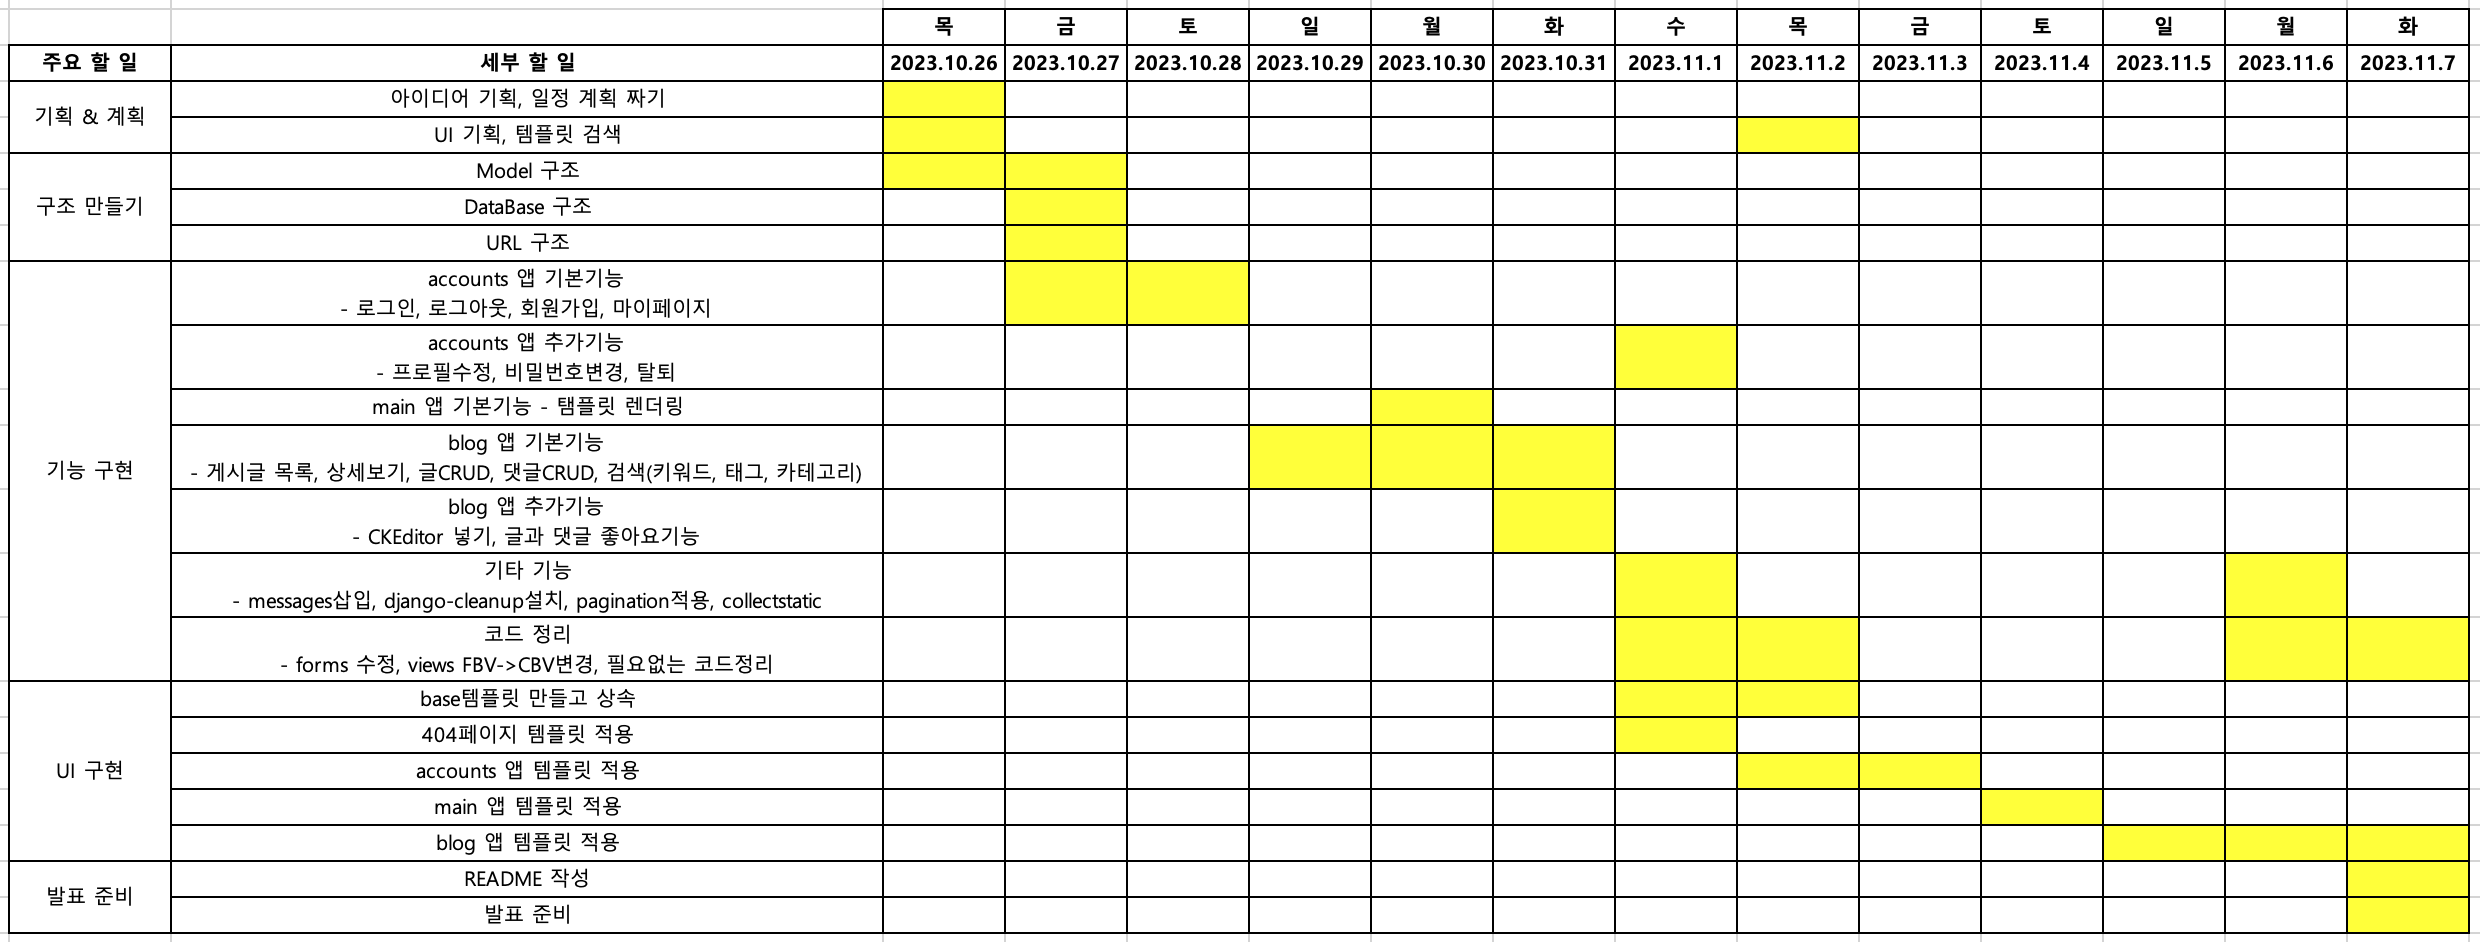 목 금 토 일 월 화 수 목 금 토 일 월 화
주요 할 일 세부 할 일 2023.10.26 2023.10.27 2023.10.28 2023.10.29 2023.10.30 2023.10.31 2023.11.1 2023.11.2 2023.11.3 2023.11.4 2023.11.5 2023.11.6 2023.11.7
기획 & 계획
아이디어 기획, 일정 계획 짜기
UI 기획, 템플릿 검색
구조 만들기
Model 구조
DataBase 구조
URL 구조
기능 구현
accounts 앱 기본기능
- 로그인, 로그아웃, 회원가입, 마이페이지
accounts 앱 추가기능
- 프로필수정, 비밀번호변경, 탈퇴
main 앱 기본기능 - 탬플릿 렌더링
blog 앱 기본기능
- 게시글 목록, 상세보기, 글CRUD, 댓글CRUD, 검색(키워드, 태그, 카테고리)
blog 앱 추가기능
- CKEditor 넣기, 글과 댓글 좋아요기능
기타 기능
- messages삽입, django-cleanup설치, pagination적용, collectstatic
코드 정리
- forms 수정, views FBV->CBV변경, 필요없는 코드정리
UI 구현
base템플릿 만들고 상속
404페이지 템플릿 적용
accounts 앱 템플릿 적용
main 앱 템플릿 적용
blog 앱 템플릿 적용
발표 준비
README 작성
발표 준비